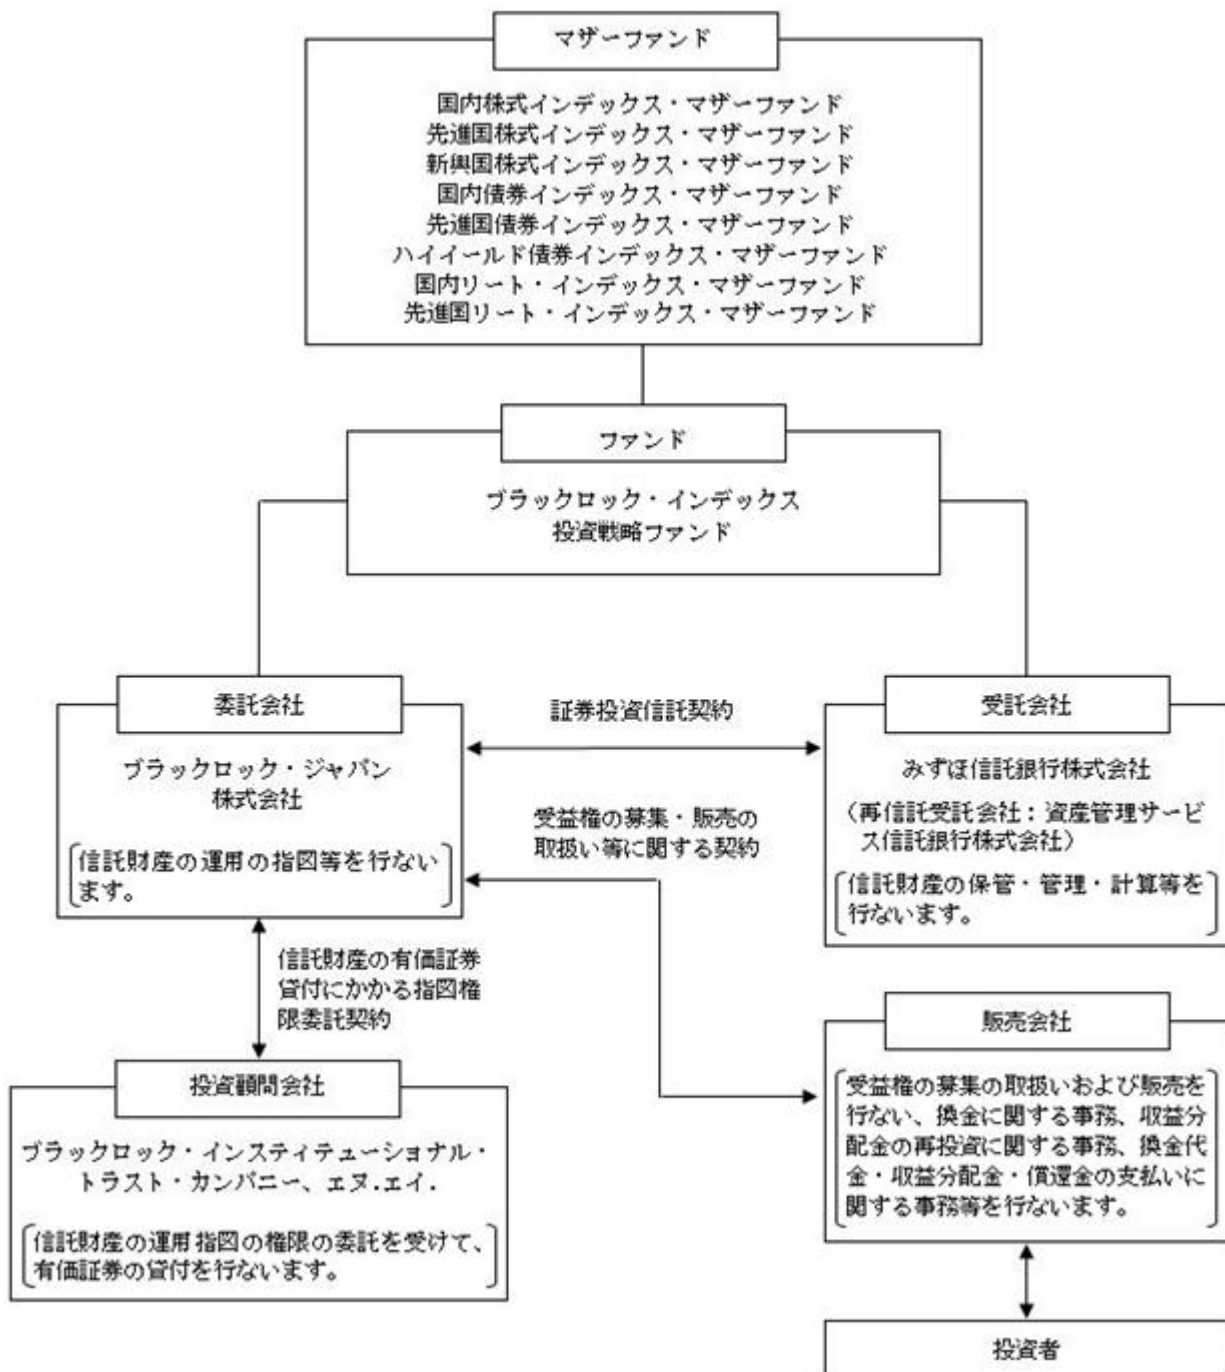 マザーファンド
国内株式インデックス・マザーファンド
先進国株式インデックス・マザーファンド
新興国株式インデックス・マザーファンド
国内債券インデックス・マザーファンド
先進国債券インデックス・マザーファンド
ハイイールド債券インデックス・マザーファンド
国内リート・インデックス・マザーファンド
先進国リート・インデックス・マザーファンド
ファンド
ブラックロック・インデックス
投資戦略ファンド
委託会社
ブラックロック・ジャパン
株式会社
信託財産の運用の指図等を行ない
ます。
証券投資信託契約
受益権の募集・販売の
取扱い等に関する契約
受託会社
みずほ信託銀行株式会社
（再信託受託会社：資産管理サービ
ス信託銀行株式会社）
信託財産の保管・管理・計算等を
行ないます。
信託財産の有価証券
貸付にかかる指図権
限委託契約
投資顧問会社
ブラックロック・インスティテューショナル・
トラスト・カンパニー、エヌ.エイ.
信託財産の運用指図の権限の委託を受けて、
有価証券の貸付を行ないます。
販売会社
受益権の募集の取扱いおよび販売を
行ない、換金に関する事務、収益分
配金の再投資に関する事務、換金代
金・収益分配金・償還金の支払いに
関する事務等を行ないます。
投資者